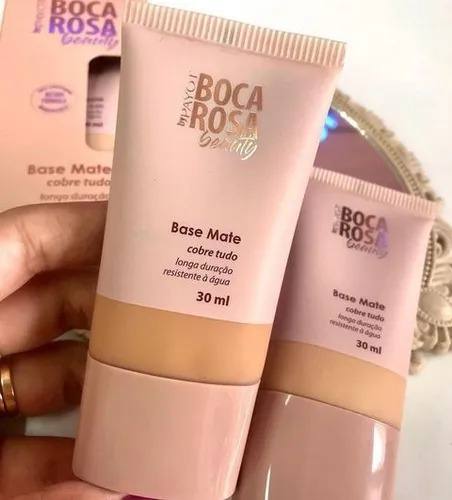 BOCA
ROSA
beauty
Base Mate
cobre tudo
longa duração
by PAYOT
BOCA
ROSA
beauty
Base Mate
cobre tudo
longa duração
resistente à água
30 ml
BOCA
ROSA
beauty
Base Mate
cobre tudo
longa duração
resistente à água
30 ml